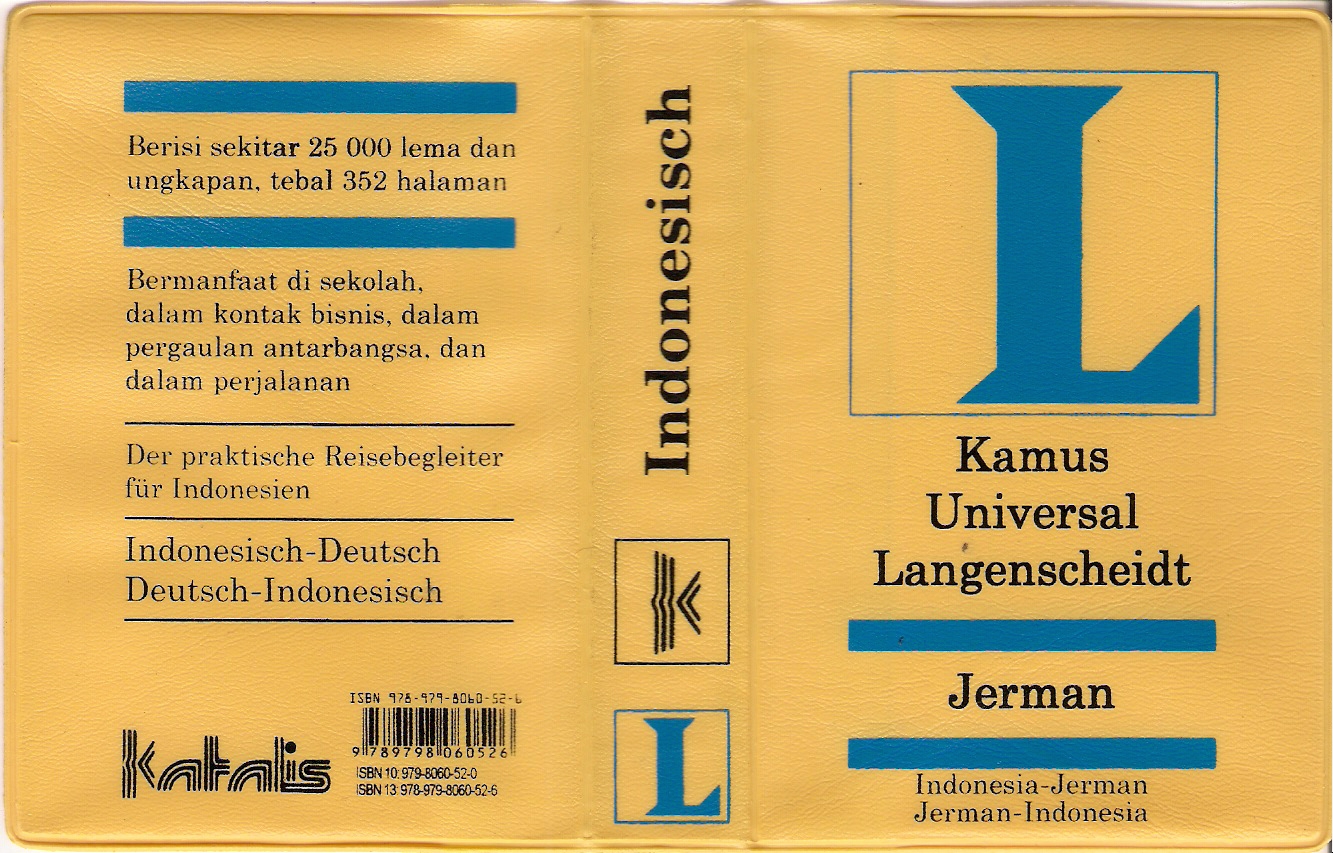 Berisi sekitar 25 000 lema dan
ungkapan, tebal 352 halaman
Bermanfaat di sekolah,
dalam kontak bisnis, dalam
pergaulan antarbangsa, dan
dalam perjalanan
Der praktische Reisebegleiter
für Indonesien
Indonesisch-Deutsch
Deutsch-Indonesisch
Katalis
ISBN 978-979-8060-52-6
9 789798 060526
ISBN 10: 979-8060-52-0
ISBN 13: 978-979-8060-52-6
Indonesisch
K
L
L
Kamus
Universal
Langenscheidt
Jerman
Indonesia-Jerman
Jerman-Indonesia